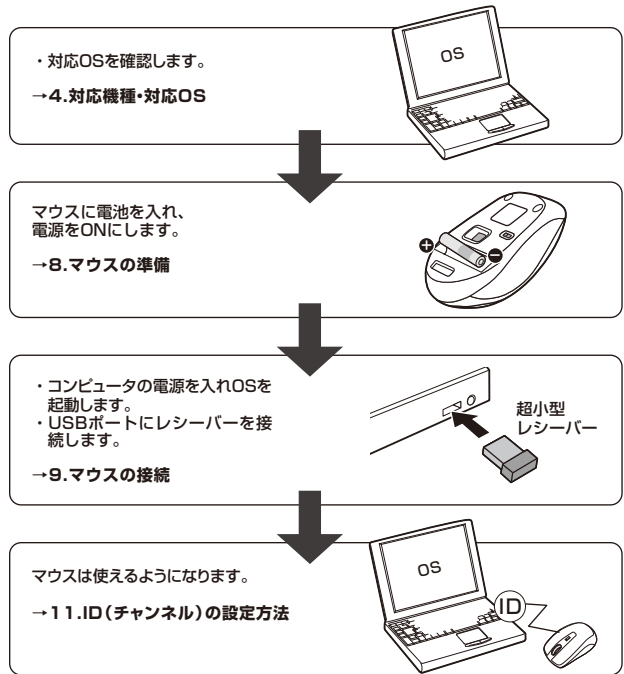 ・対応OSを確認します。
→4.対応機種・対応OS
OS
マウスに電池を入れ、
電源をONにします。
→8.マウスの準備
+
−
・コンピュータの電源を入れOSを
起動します。
・USBポートにレシーバーを接
続します。
→9.マウスの接続
超小型
レシーバー
マウスは使えるようになります。
→11.ID(チャンネル)の設定方法
OS
ID